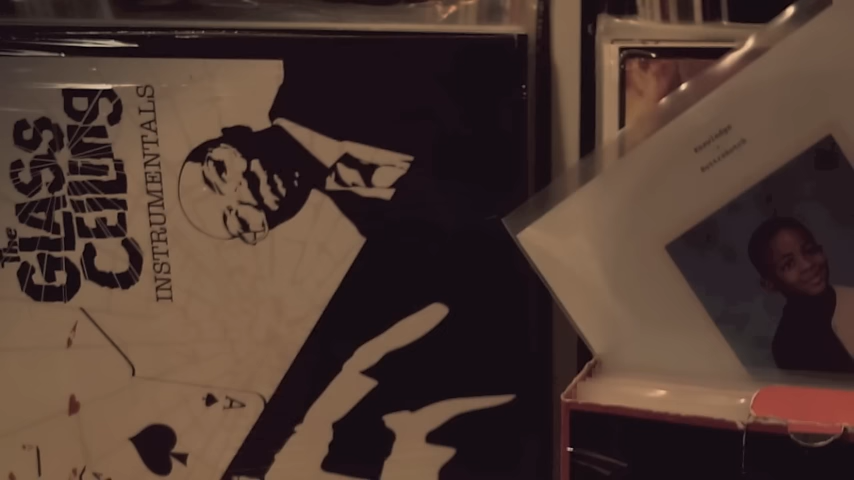 The
GLASS
CEILING
INSTRUMENTALS
A
A